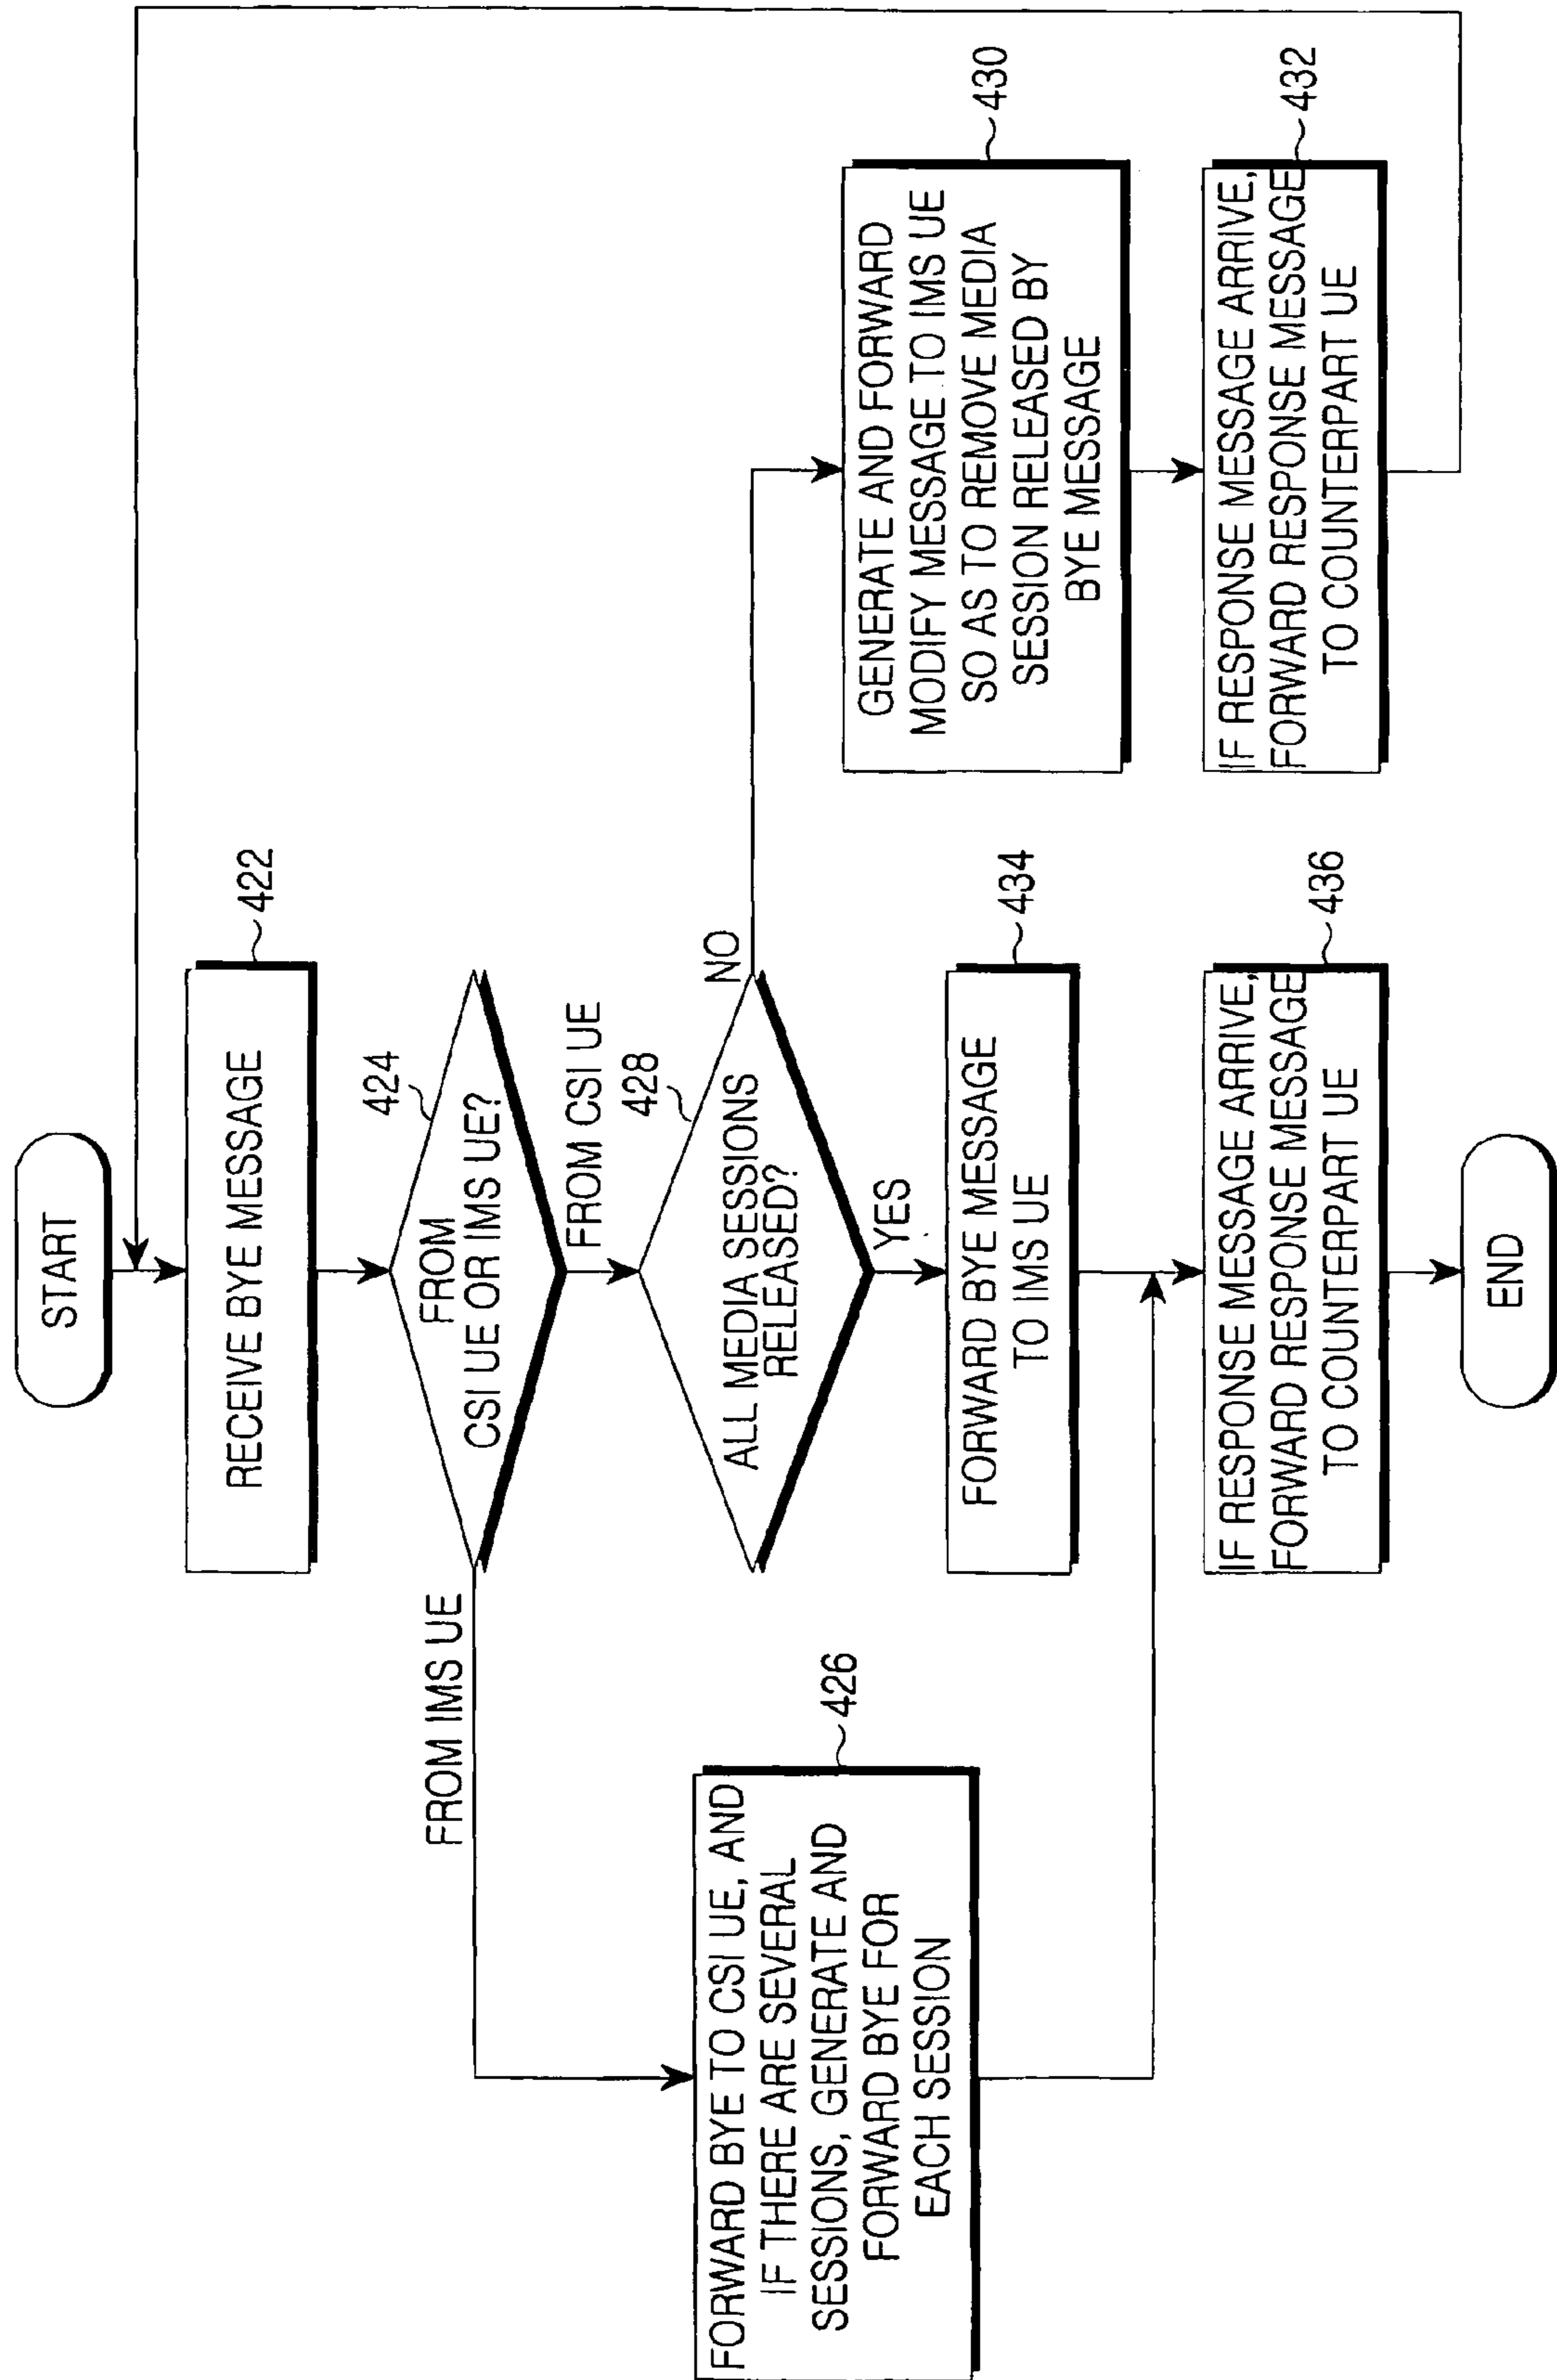 START
RECEIVE BYE MESSAGE
422
FROM
CSI UE OR IMS UE?
424
FROM IMS UE
FROM CSI UE
FORWARD BYE TO CSI UE, AND
IF THERE ARE SEVERAL
SESSIONS, GENERATE AND
FORWARD BYE FOR
EACH SESSION
426
ALL MEDIA SESSIONS
RELEASED?
428
NO
YES
GENERATE AND FORWARD
MODIFY MESSAGE TO IMS UE
SO AS TO REMOVE MEDIA
SESSION RELEASED BY
BYE MESSAGE
430
FORWARD BYE MESSAGE
TO IMS UE
434
IF RESPONSE MESSAGE ARRIVE,
FORWARD RESPONSE MESSAGE
TO COUNTERPART UE
432
IF RESPONSE MESSAGE ARRIVE,
FORWARD RESPONSE MESSAGE
TO COUNTERPART UE
436
END